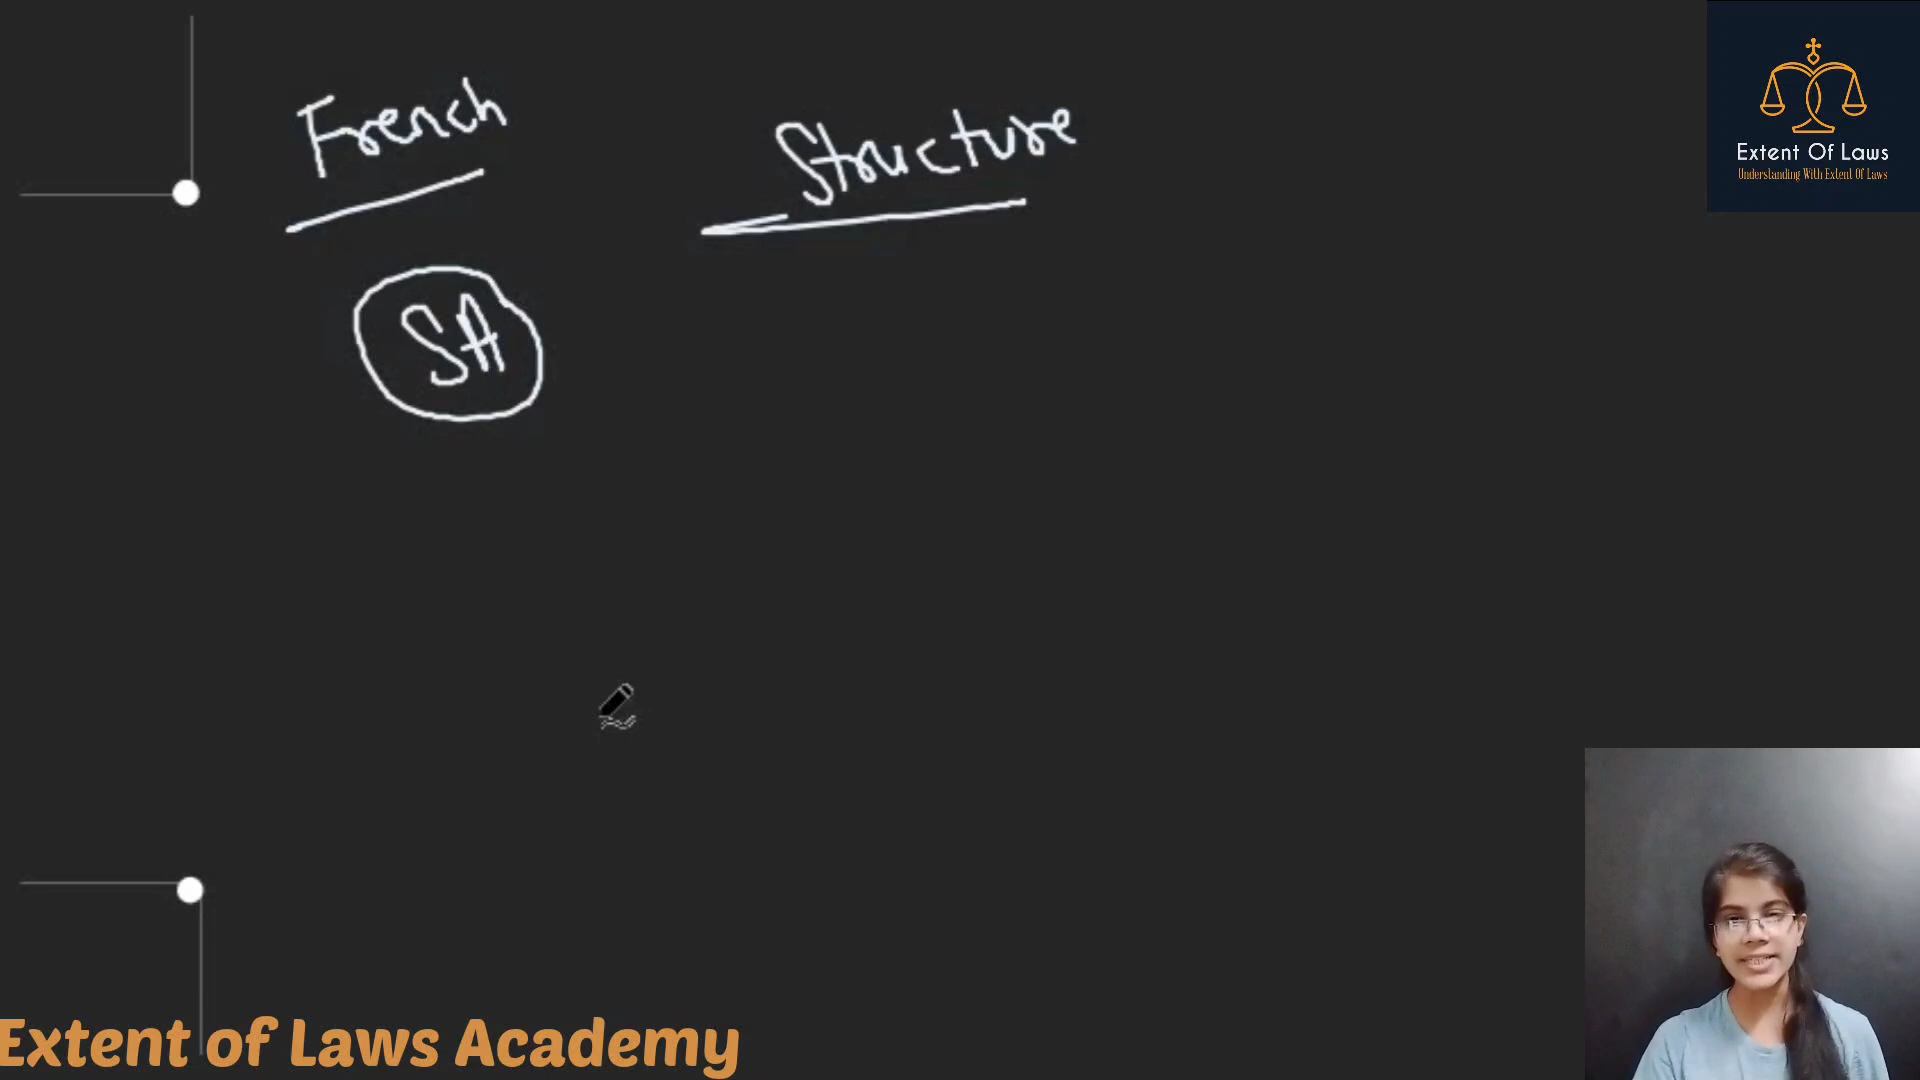 French Structure
SA
Extent Of Laws
Understanding With Extent Of Laws
Extent of Laws Academy